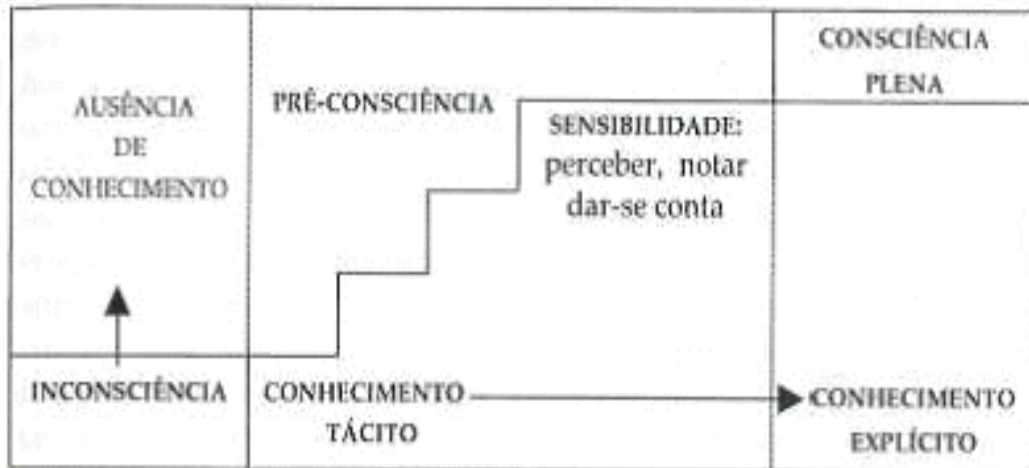 AUSÊNCIA
DE
CONHECIMENTO
PRÉ-CONSCIÊNCIA
SENSIBILIDADE:
perceber, notar
dar-se conta
CONSCIÊNCIA
PLENA
INCONSCIÊNCIA
CONHECIMENTO
TÁCITO
CONHECIMENTO
EXPLÍCITO